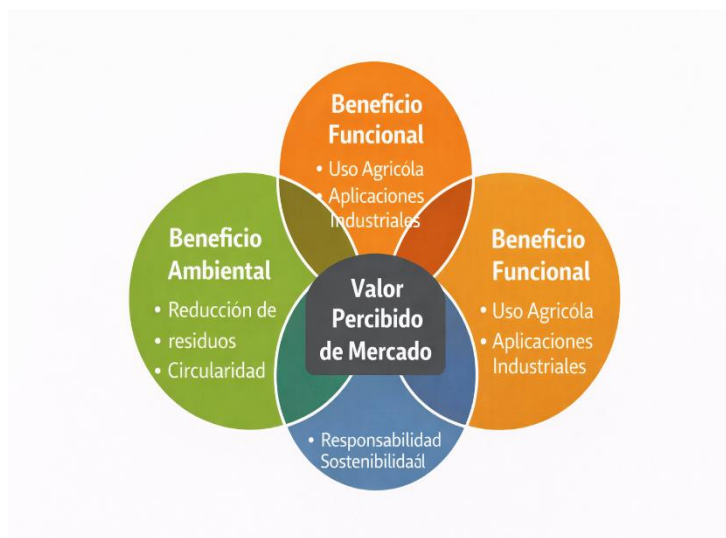 Beneficio
Funcional
• Uso Agricóla
• Aplicaciones
Industriales
Beneficio
Ambiental
• Reducción de
• residuos
• Circularidad
Valor
Percibido
de Mercado
Beneficio
Funcional
• Uso Agricóla
• Aplicaciones
Industriales
• Responsabilidad
Sostenibilidaál